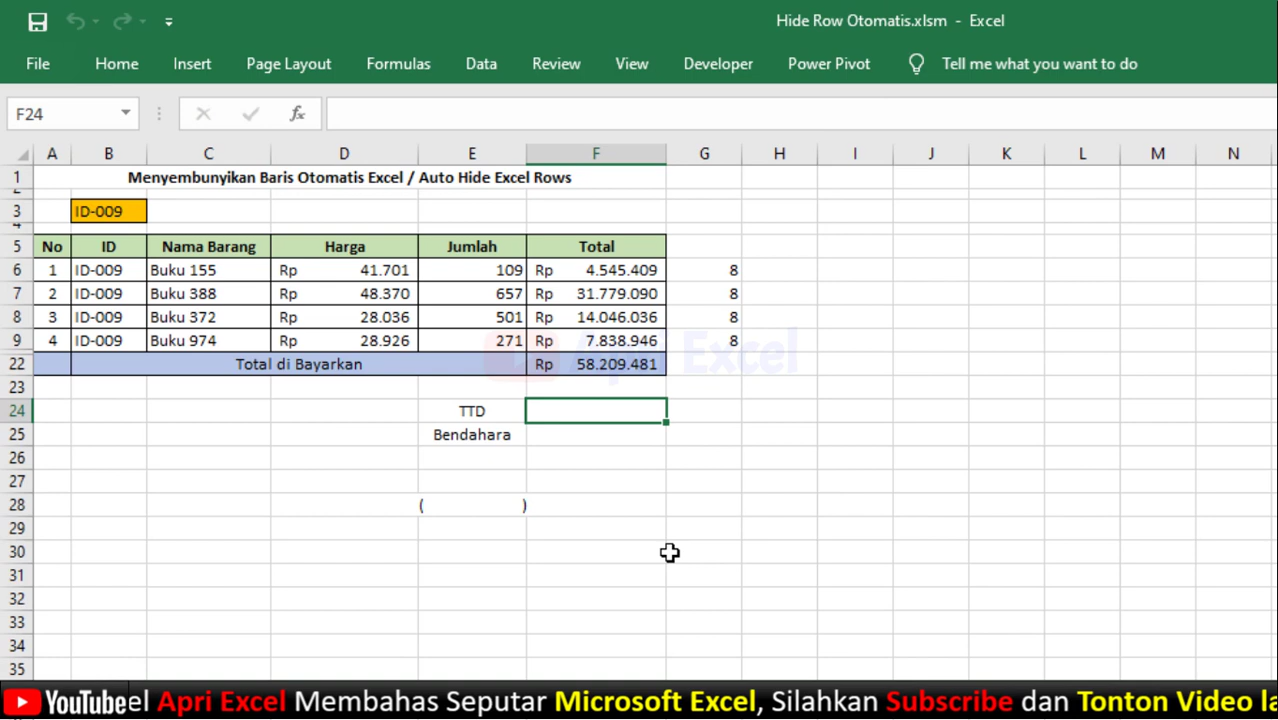 Hide Row Otomatis.xlsm - Excel
File Home Insert Page Layout Formulas Data Review View Developer Power Pivot Tell me what you want to do
F24 fx
A B C D E F G H I J K L M N
1 Menyembunyikan Baris Otomatis Excel / Auto Hide Excel Rows
2
3 ID-009
4
5 No ID Nama Barang Harga Jumlah Total
6 1 ID-009 Buku 155 Rp 41.701 109 Rp 4.545.409 8
7 2 ID-009 Buku 388 Rp 48.370 657 Rp 31.779.090 8
8 3 ID-009 Buku 372 Rp 28.036 501 Rp 14.046.036 8
9 4 ID-009 Buku 974 Rp 28.926 271 Rp 7.838.946 8
Apri Excel
22 Total di Bayarkan Rp 58.209.481
23
24 TTD
25 Bendahara
26
27
28 ( )
29
30
31
32
33
34
35
YouTube el Apri Excel Membahas Seputar Microsoft Excel, Silahkan Subscribe dan Tonton Video la